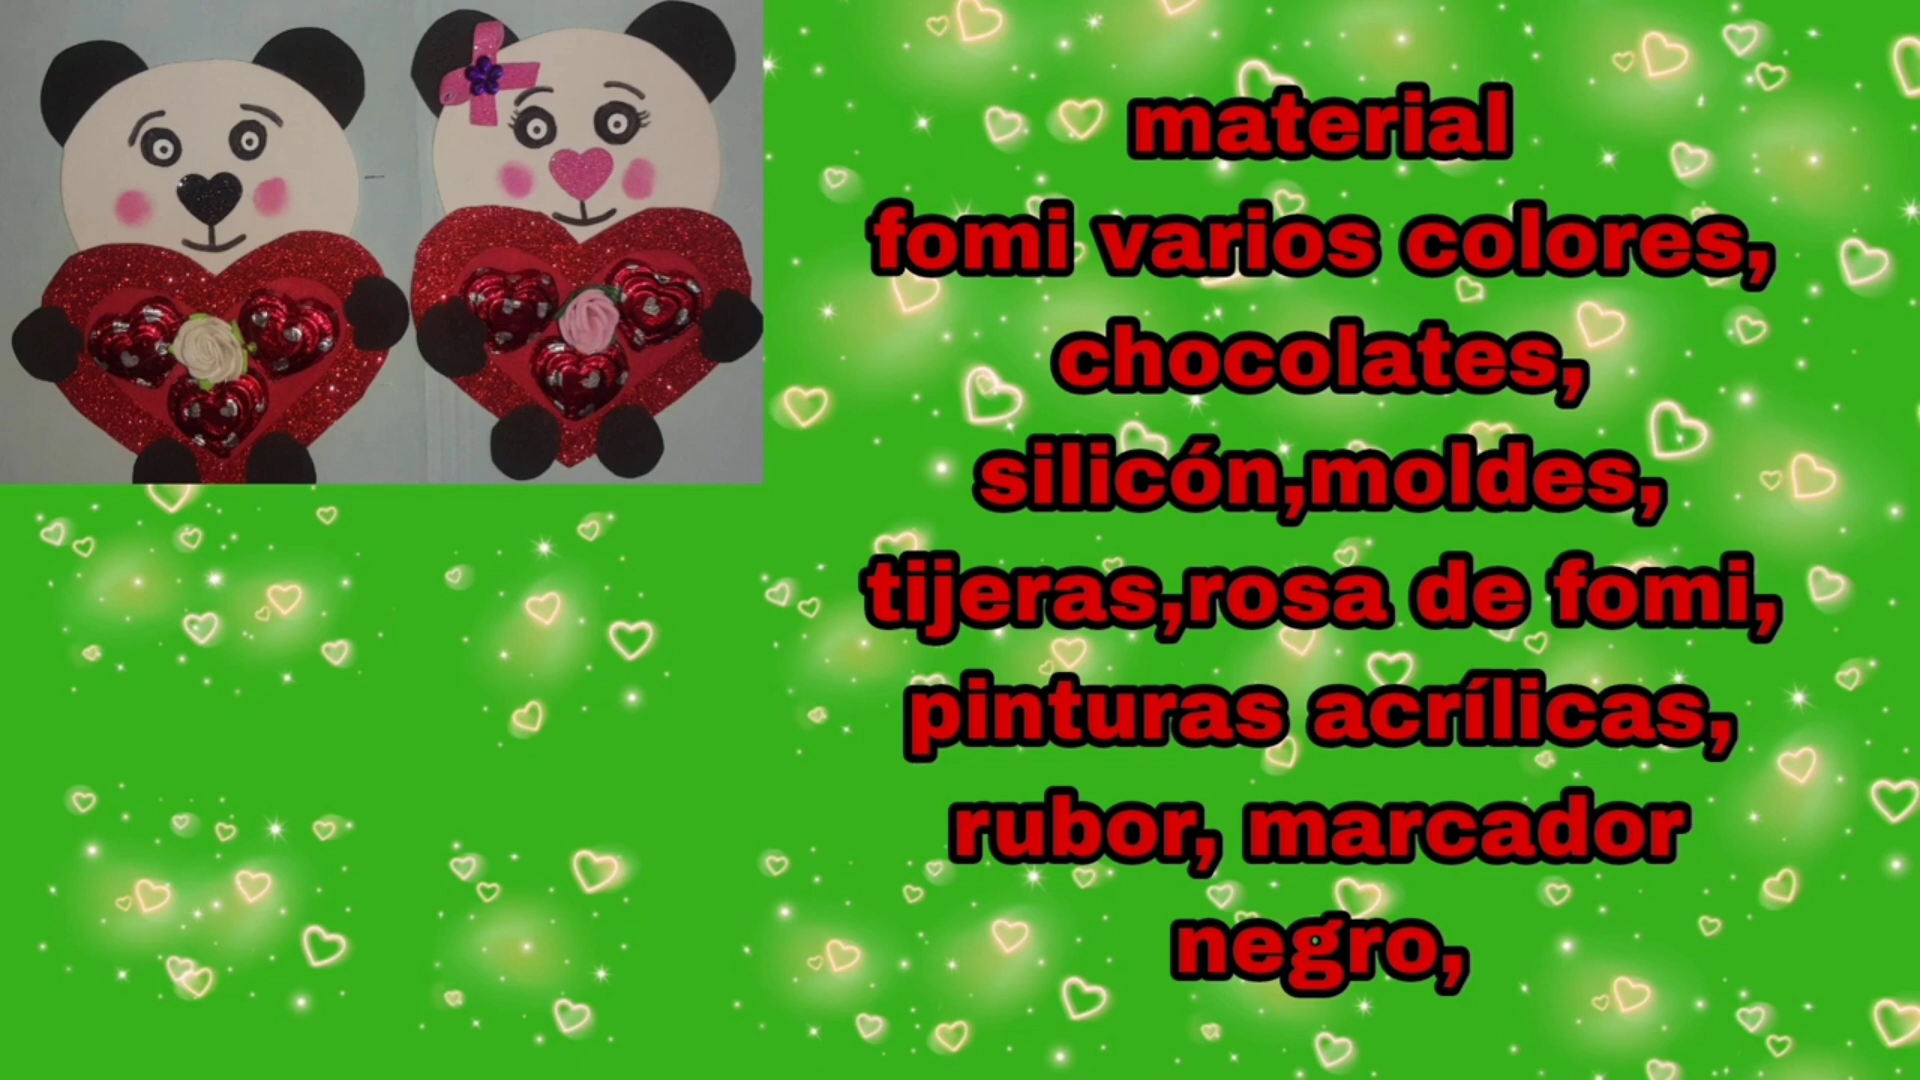 material
fomi varios colores,
chocolates,
silicón,moldes,
tijeras,rosa de fomi,
pinturas acrílicas,
rubor, marcador
negro,